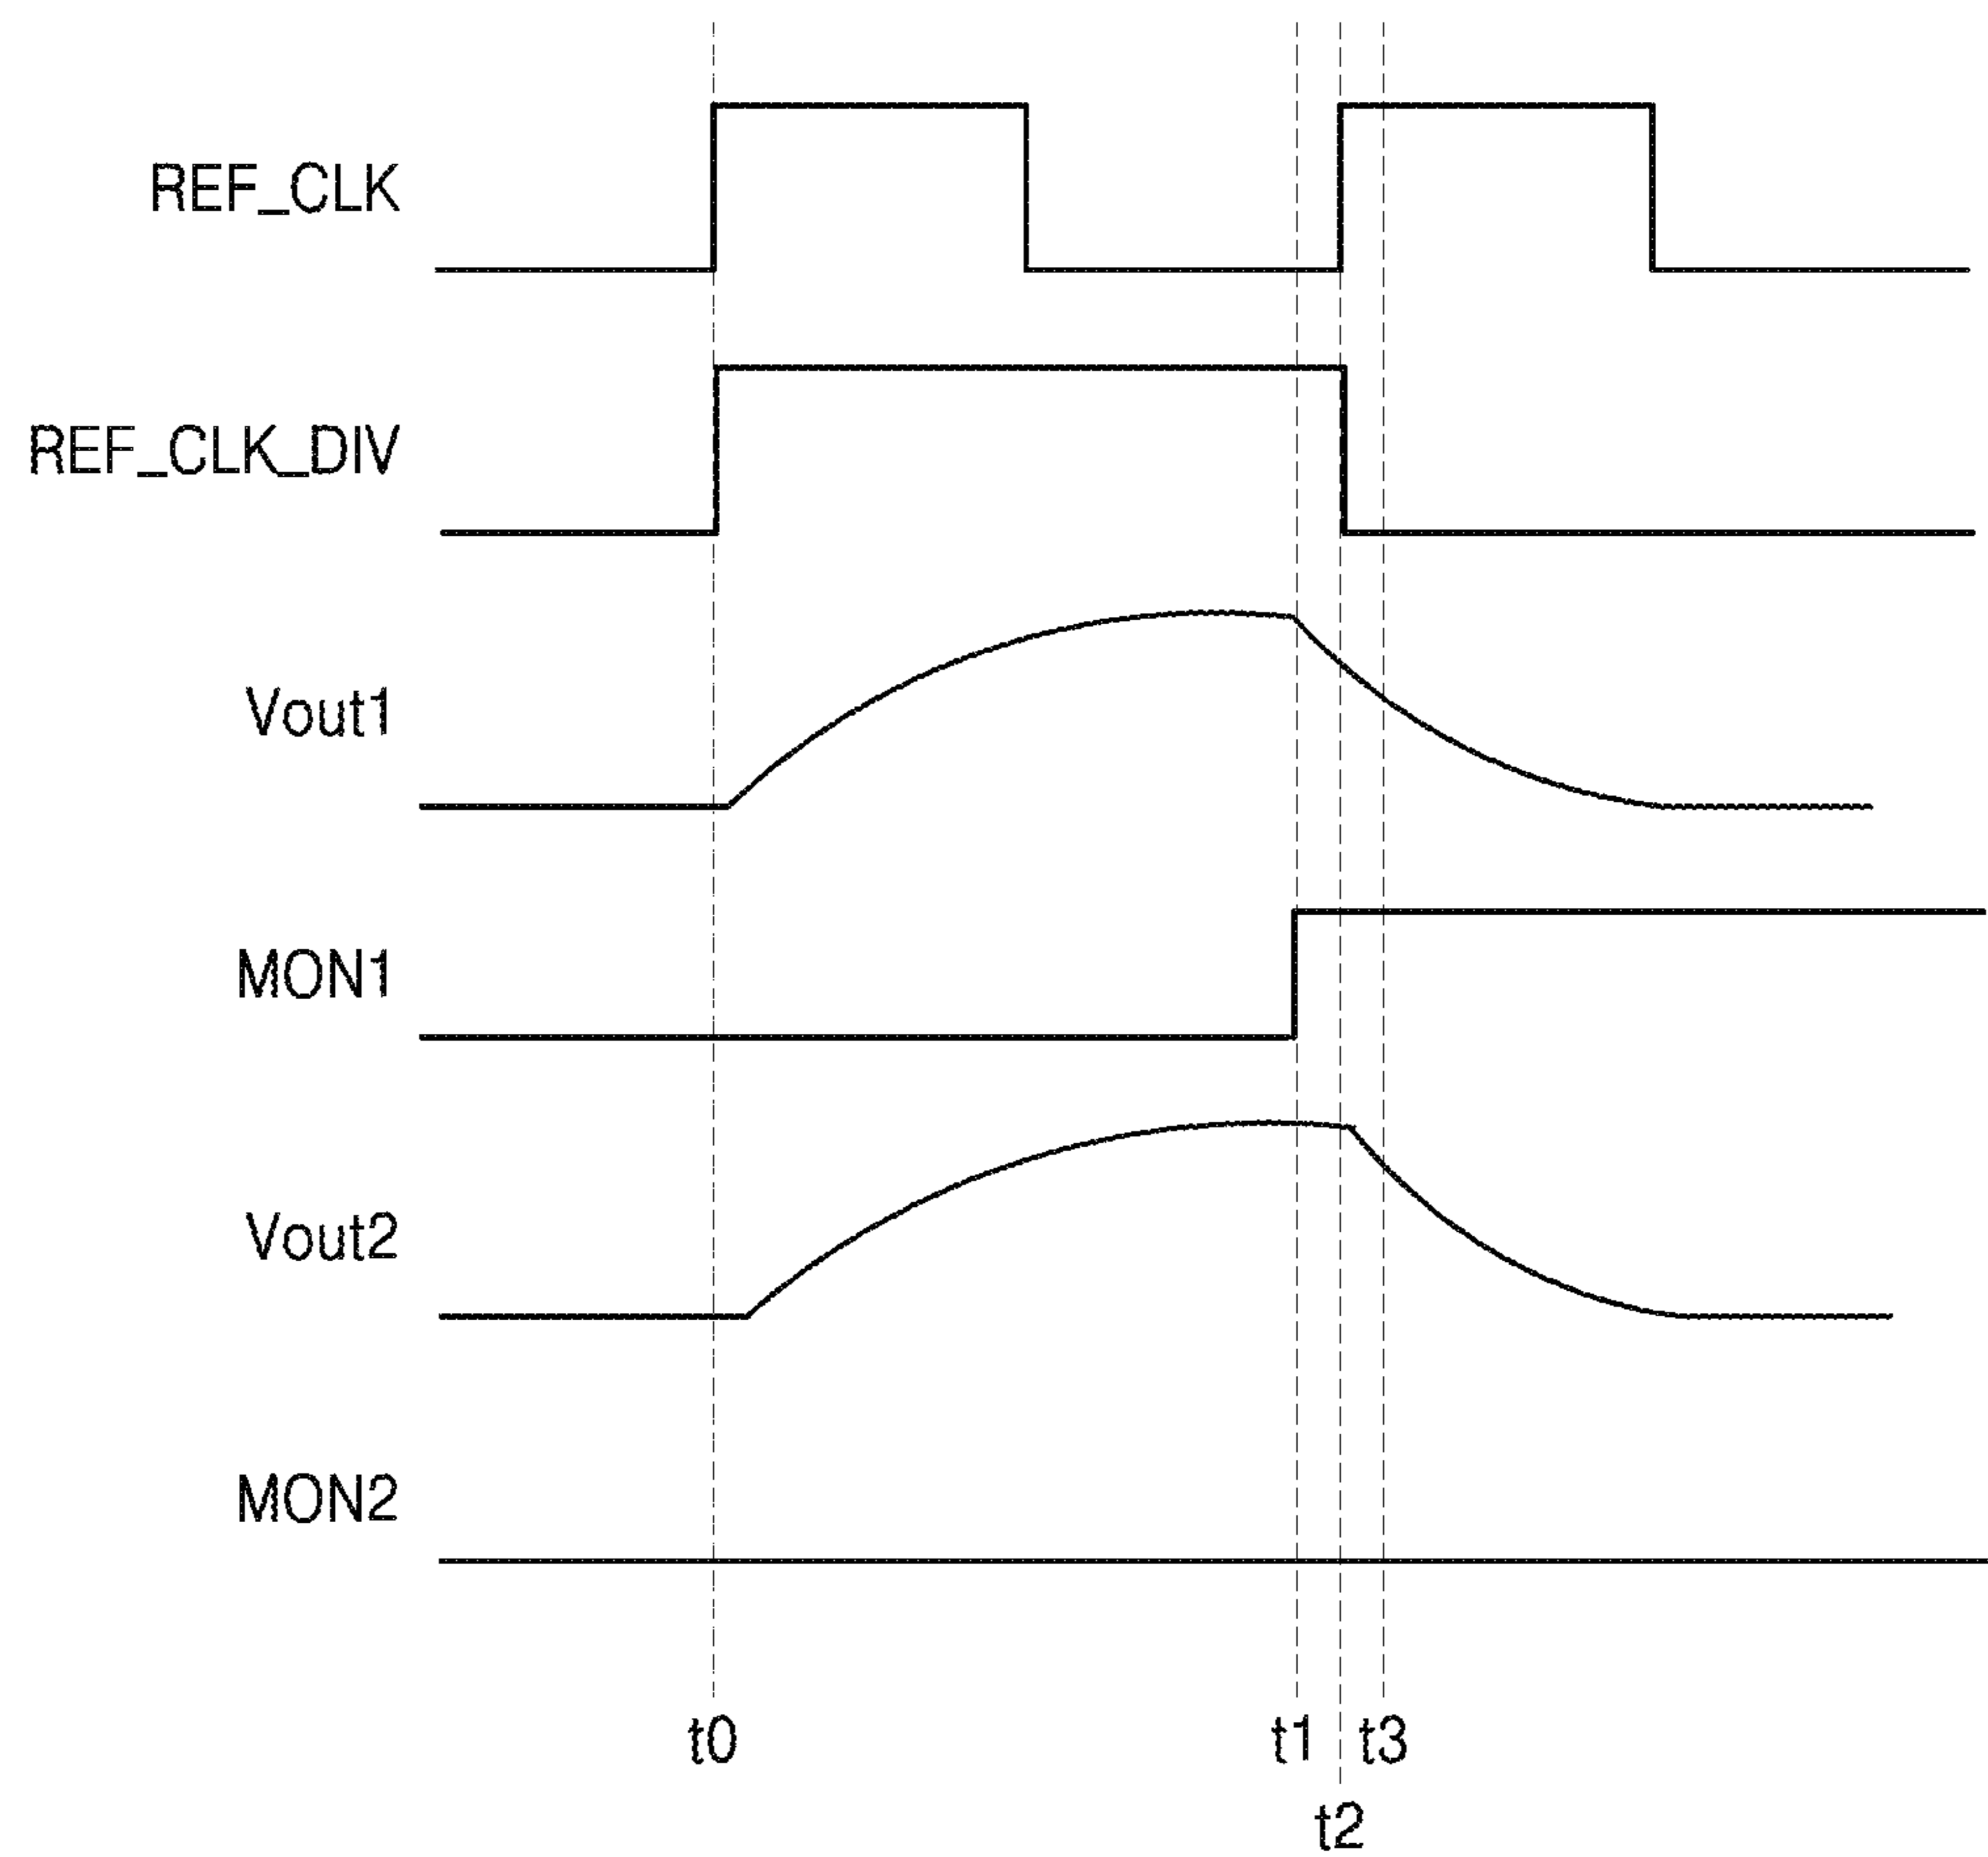 REF_CLK
REF_CLK_DIV
Vout1
MON1
Vout2
MON2
t0 t1 t3
t2